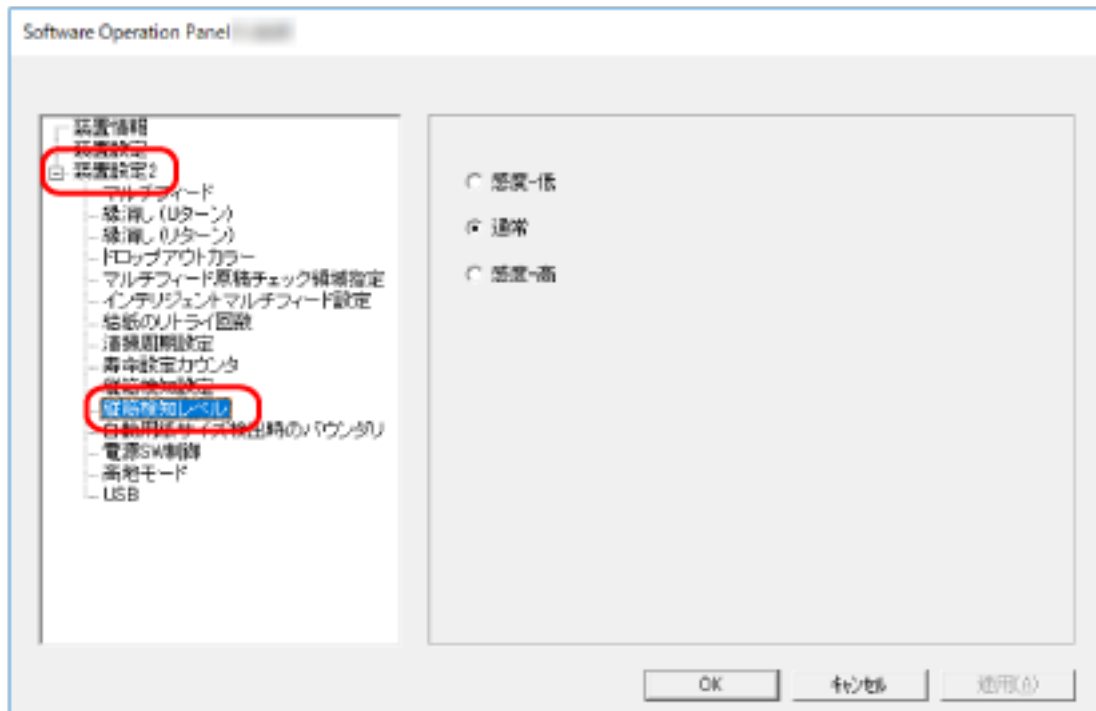 Software Operation Panel
装置情報
装置設定
装置設定2
マルチフィード
縁消し(Uターン)
縁消し(リターン)
ドロップアウトカラー
マルチフィード原稿チェック領域指定
インテリジェントマルチフィード設定
給紙のリトライ回数
清掃周期設定
寿命設定カウンタ
縦筋検知設定
縦筋検知レベル
自動用紙サイズ検出時のバウンダリ
電源SW制御
高地モード
USB
感度-低
通常
感度-高
OK
キャンセル
適用(A)